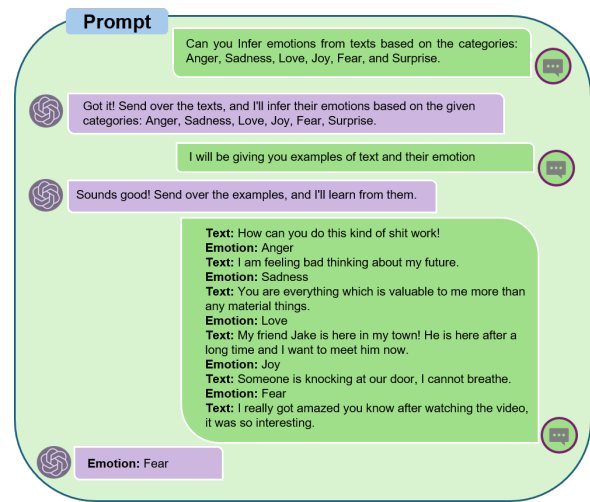 Prompt
Can you Infer emotions from texts based on the categories:
Anger, Sadness, Love, Joy, Fear, and Surprise.
Got it! Send over the texts, and I'll infer their emotions based on the given
categories: Anger, Sadness, Love, Joy, Fear, Surprise.
I will be giving you examples of text and their emotion
Sounds good! Send over the examples, and I'll learn from them.
Text: How can you do this kind of shit work!
Emotion: Anger
Text: I am feeling bad thinking about my future.
Emotion: Sadness
Text: You are everything which is valuable to me more than
any material things.
Emotion: Love
Text: My friend Jake is here in my town! He is here after a
long time and I want to meet him now.
Emotion: Joy
Text: Someone is knocking at our door, I cannot breathe.
Emotion: Fear
Text: I really got amazed you know after watching the video,
it was so interesting.
Emotion: Fear